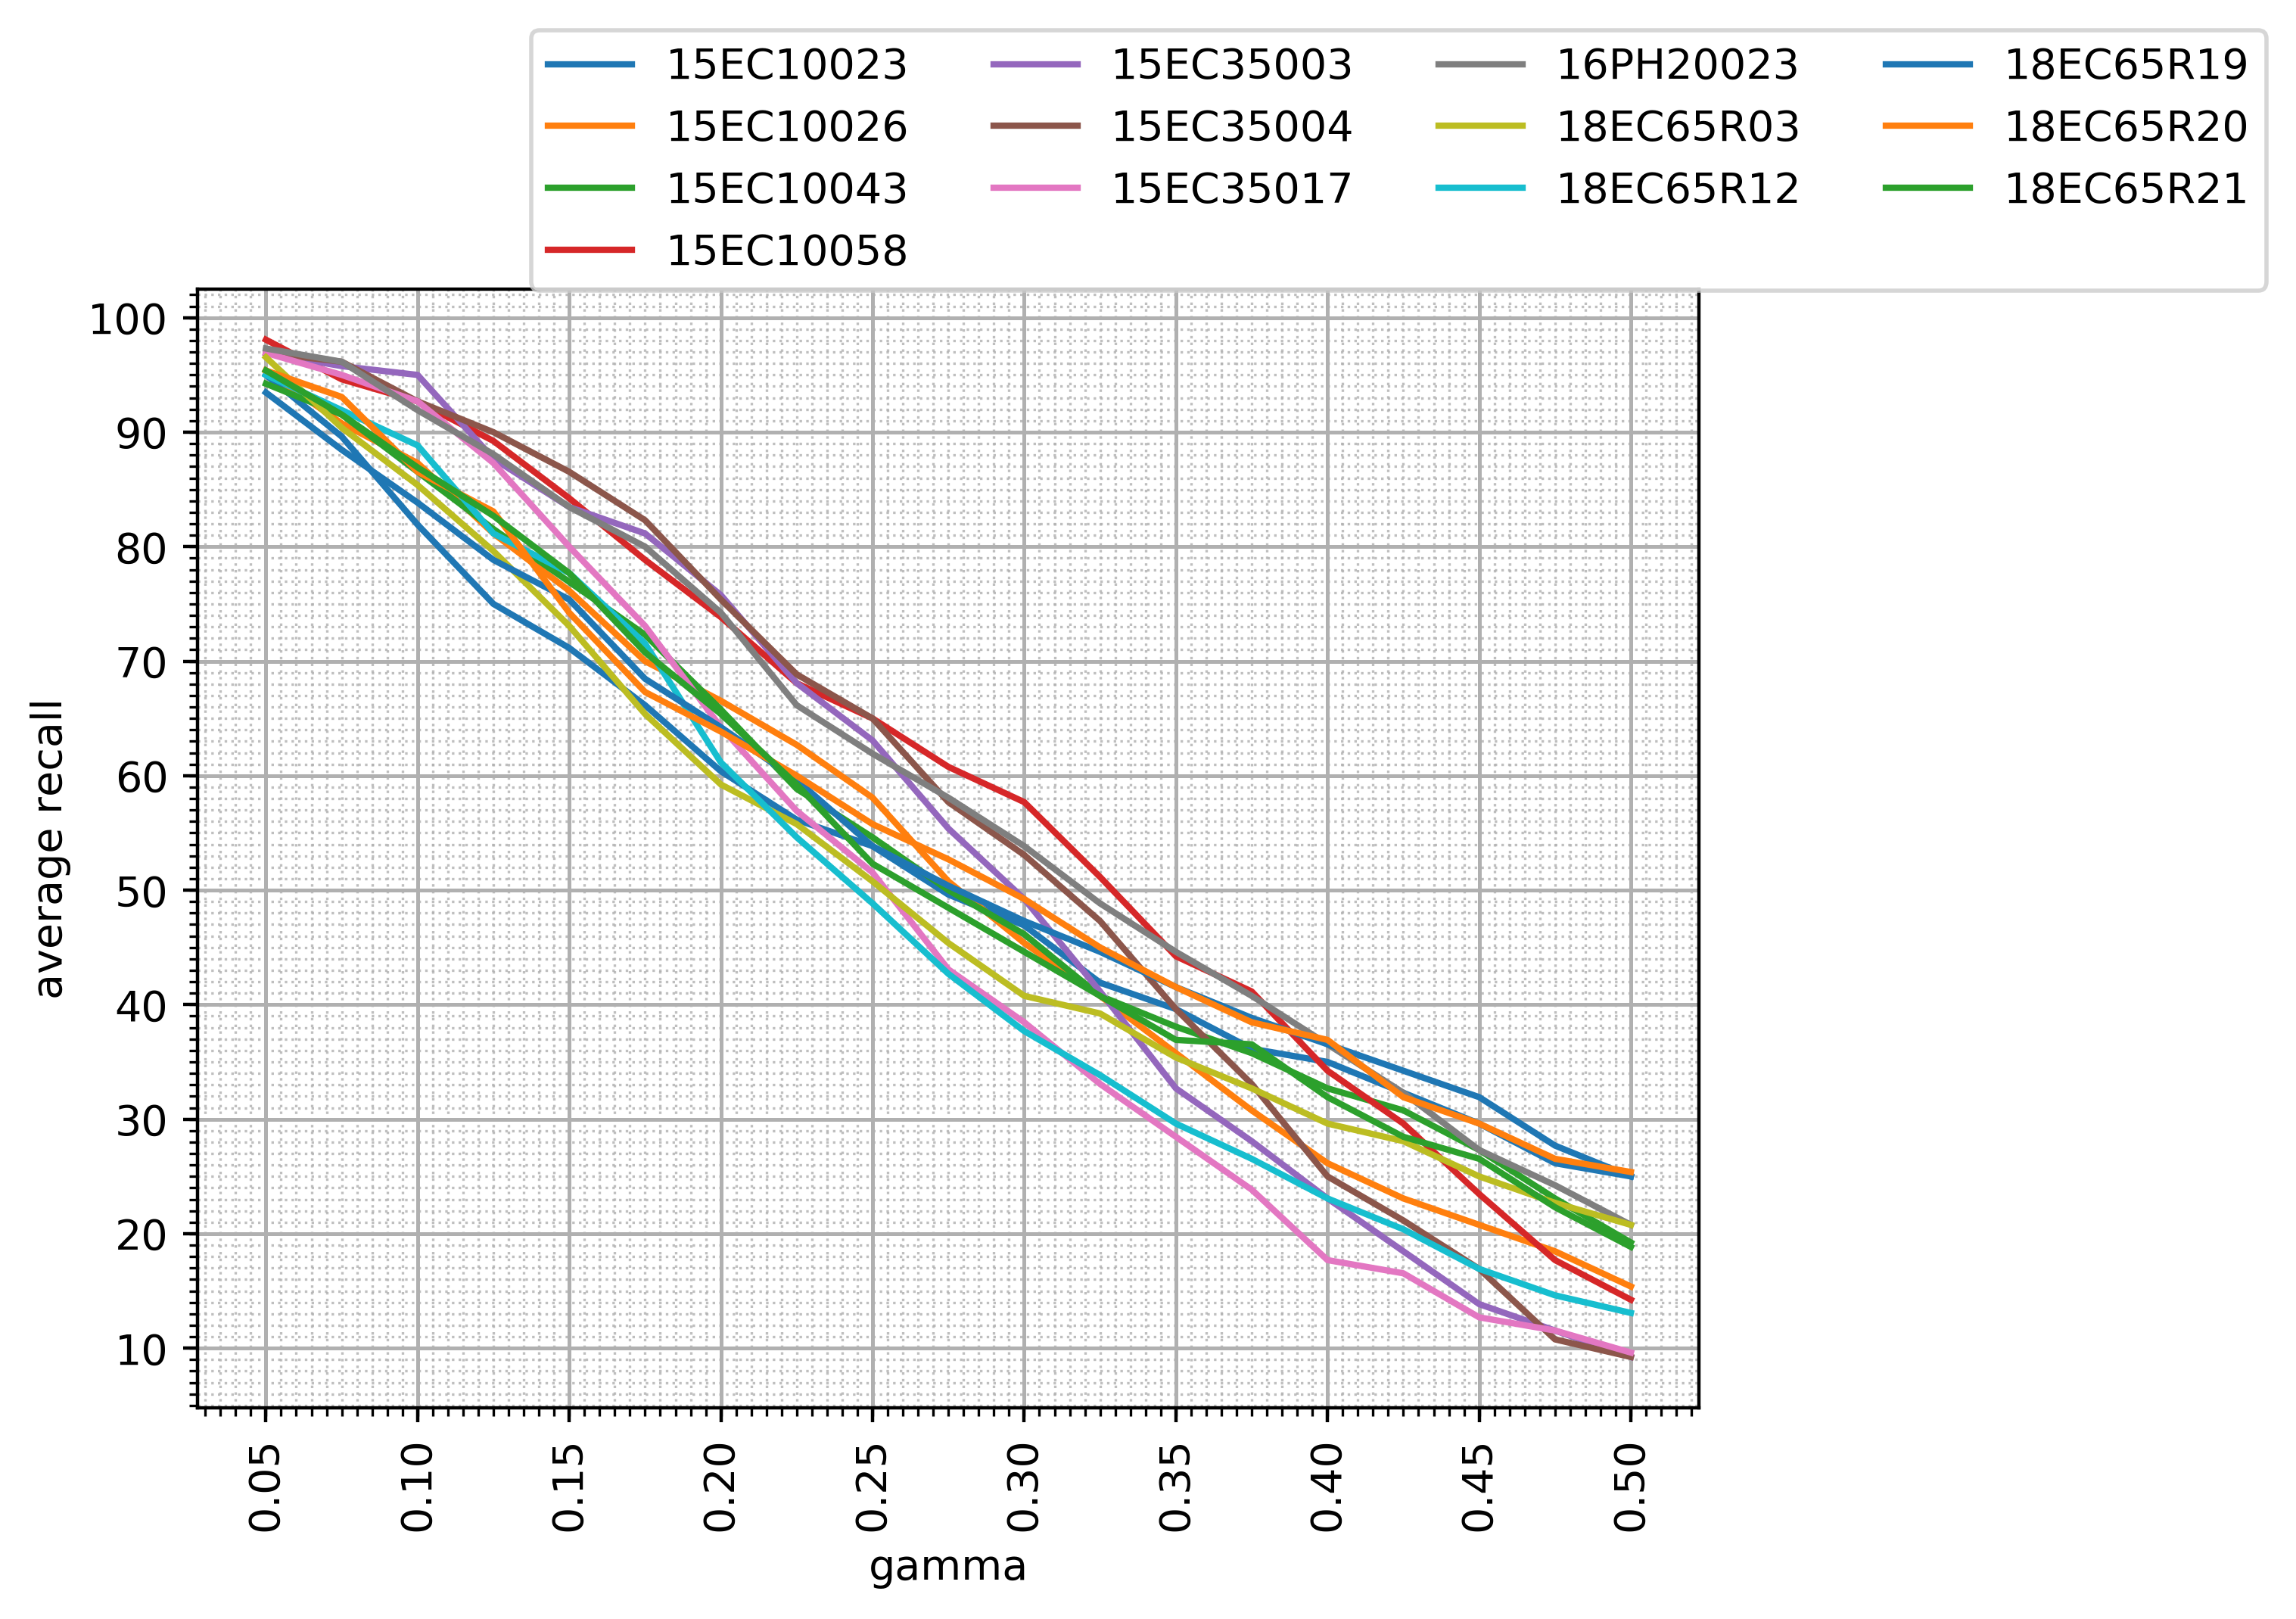 15EC10023 15EC35003 16PH20023 18EC65R19
15EC10026 15EC35004 18EC65R03 18EC65R20
15EC10043 15EC35017 18EC65R12 18EC65R21
15EC10058
100
90
80
70
60
50
40
30
20
10
average recall
0.05 0.10 0.15 0.20 0.25 0.30 0.35 0.40 0.45 0.50
gamma